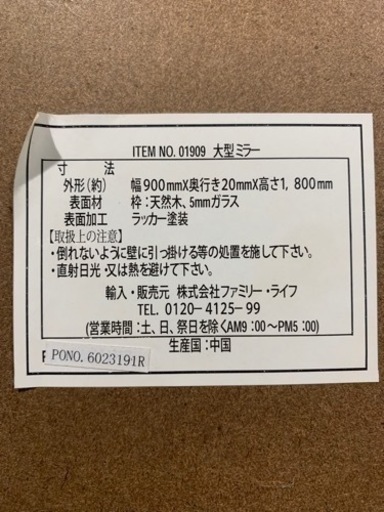 ITEM NO. 01909 大型ミラー
寸 法
外形(約) 幅900mmX奥行き20mmX高さ1, 800mm
表面材 枠:天然木、5mmガラス
表面加工 ラッカー塗装
【取扱上の注意】
・倒れないように壁に引っ掛ける等の処置を施して下さい。
・直射日光・又は熱を避けて下さい。
輸入・販売元 株式会社ファミリー・ライフ
TEL. 0120-4125-99
(営業時間:土、日、祭日を除くAM9:00～PM5:00)
生産国:中国
PONO. 6023191R